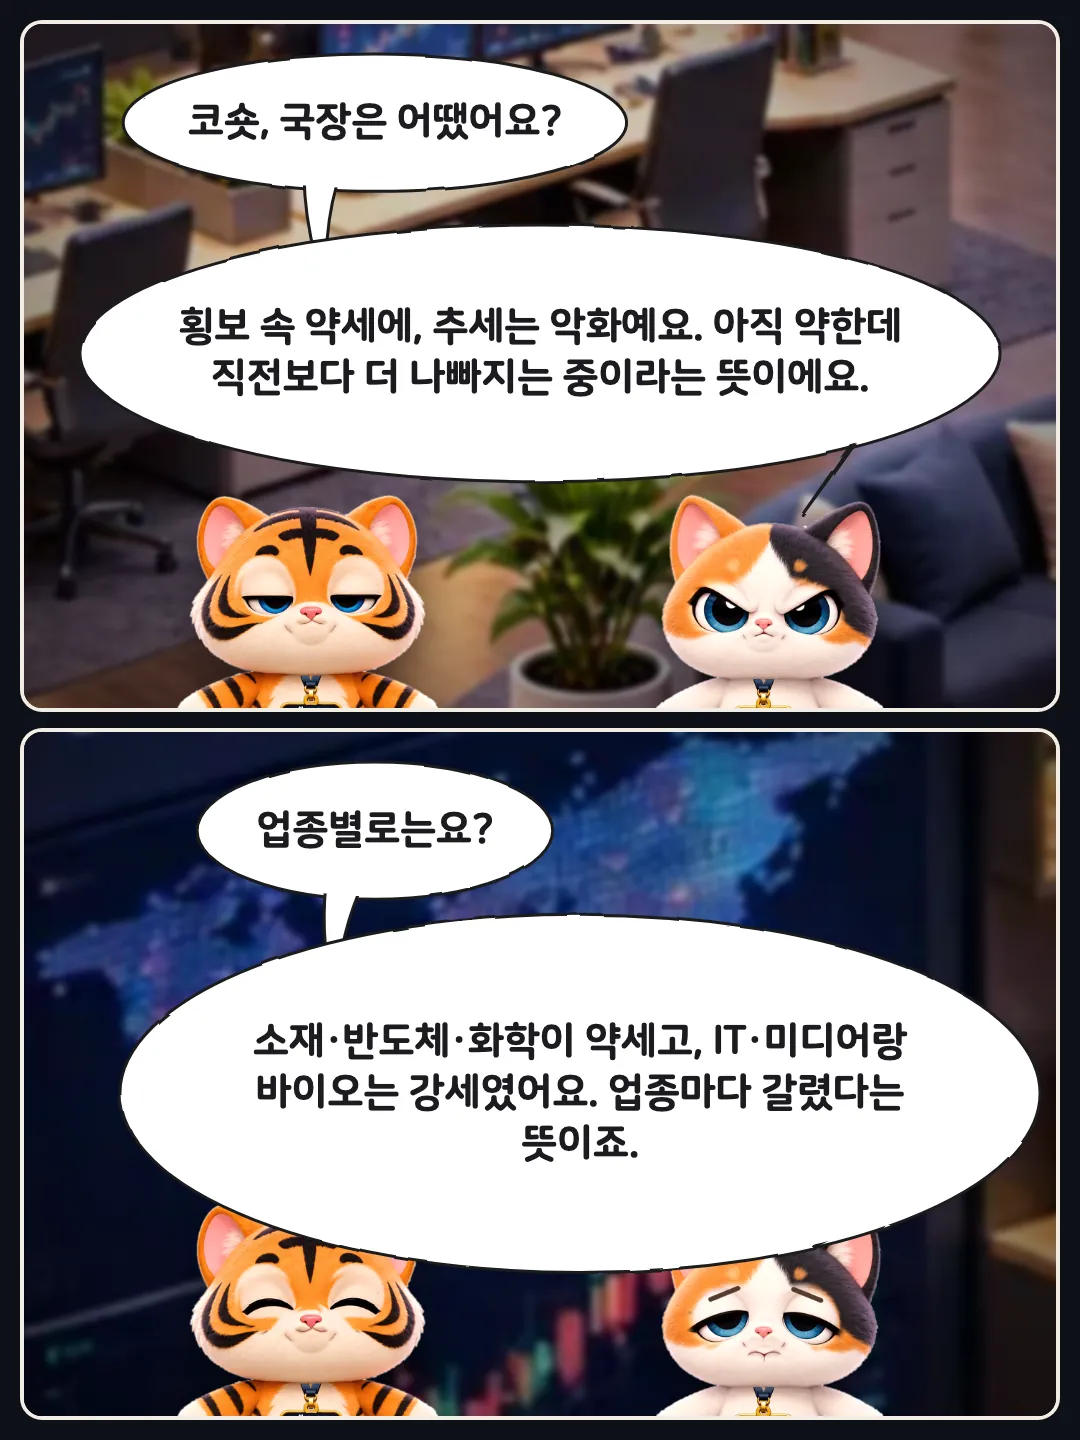 코숏, 국장은 어땠어요?
횡보 속 약세에, 추세는 악화예요. 아직 약한데
직전보다 더 나빠지는 중이라는 뜻이에요.
업종별로는요?
소재·반도체·화학이 약세고, IT·미디어랑
바이오는 강세였어요. 업종마다 갈렸다는
뜻이죠.